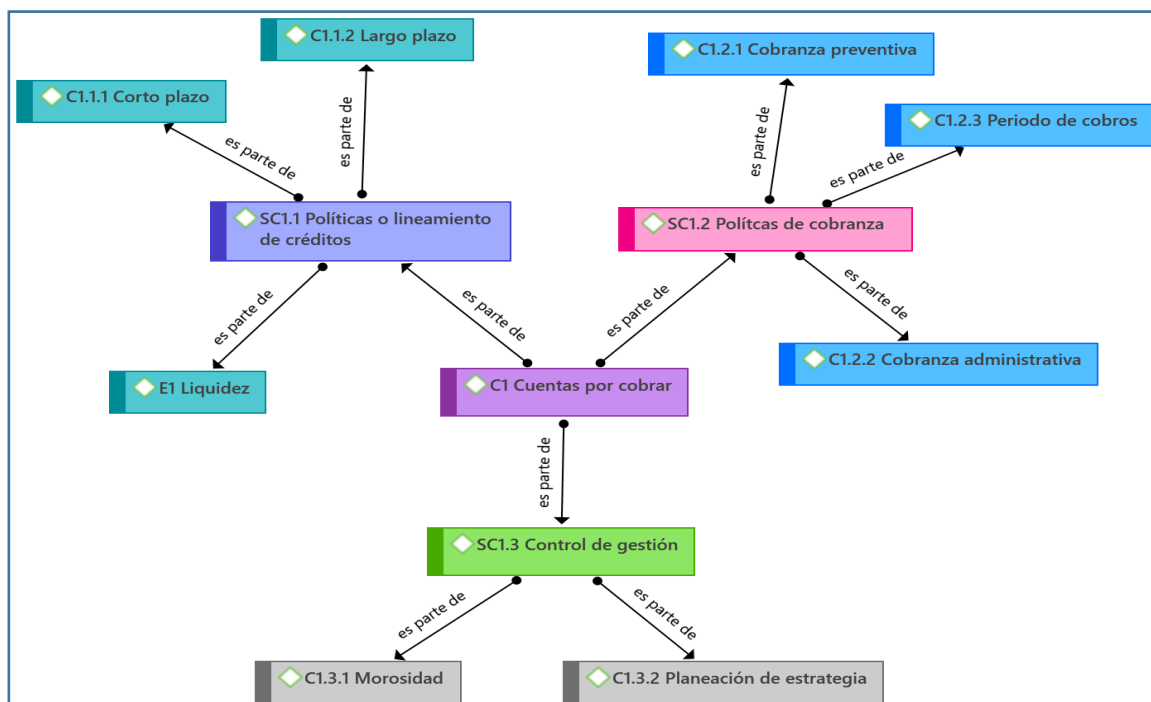 C1.1.2 Largo plazo
C1.2.1 Cobranza preventiva
C1.1.1 Corto plazo
C1.2.3 Periodo de cobros
es parte de
es parte de
es parte de
es parte de
SC1.1 Políticas o lineamiento
de créditos
SC1.2 Polítcas de cobranza
es parte de
es parte de
es parte de
es parte de
C1.2.2 Cobranza administrativa
E1 Liquidez
C1 Cuentas por cobrar
es parte de
SC1.3 Control de gestión
es parte de
es parte de
C1.3.1 Morosidad
C1.3.2 Planeación de estrategia